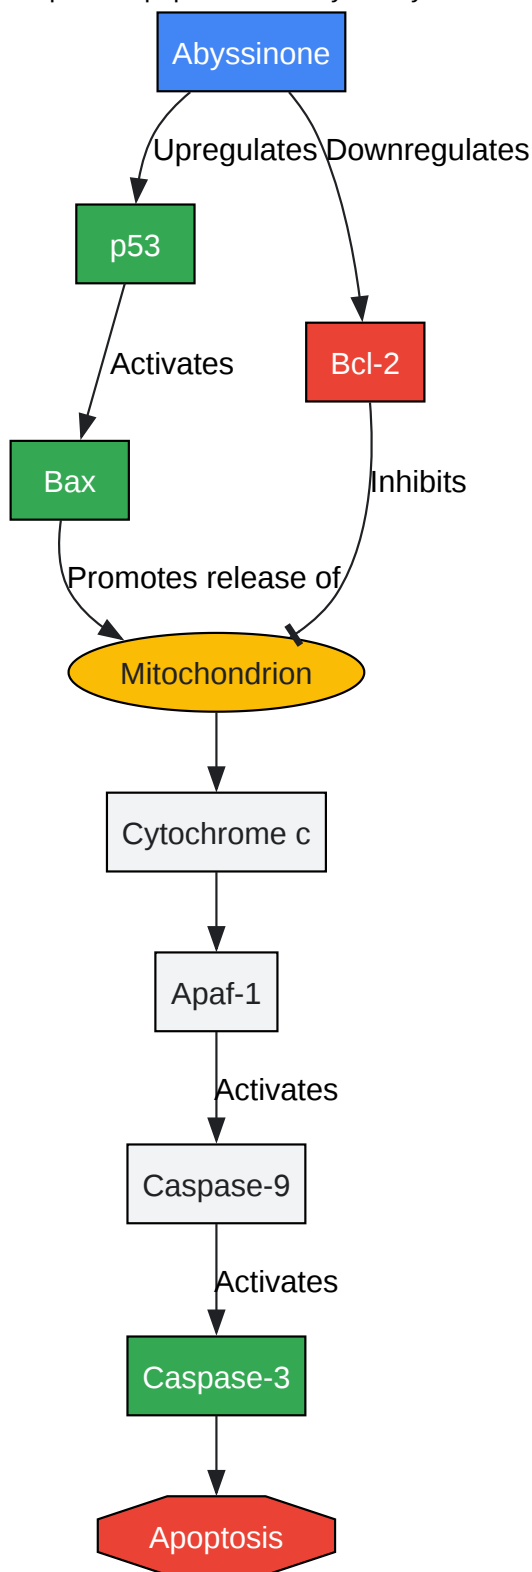 Abyssinone
Upregulates Downregulates
p53
Activates
Bcl-2
Bax
Inhibits
Promotes release of
Mitochondrion
Cytochrome c
Apaf-1
Activates
Caspase-9
Activates
Caspase-3
Apoptosis